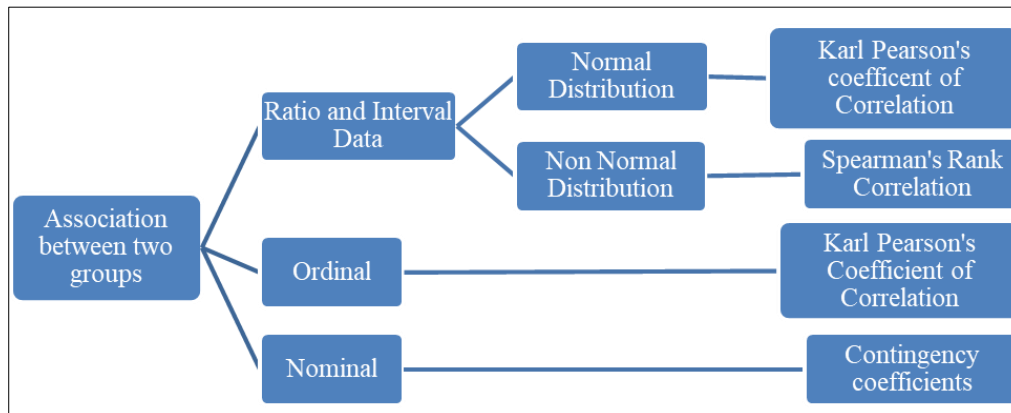 Association
between two
groups
Ratio and Interval
Data
Normal
Distribution
Karl Pearson's
coefficent of
Correlation
Non Normal
Distribution
Spearman's Rank
Correlation
Ordinal
Karl Pearson's
Coefficient of
Correlation
Nominal
Contingency
coefficients